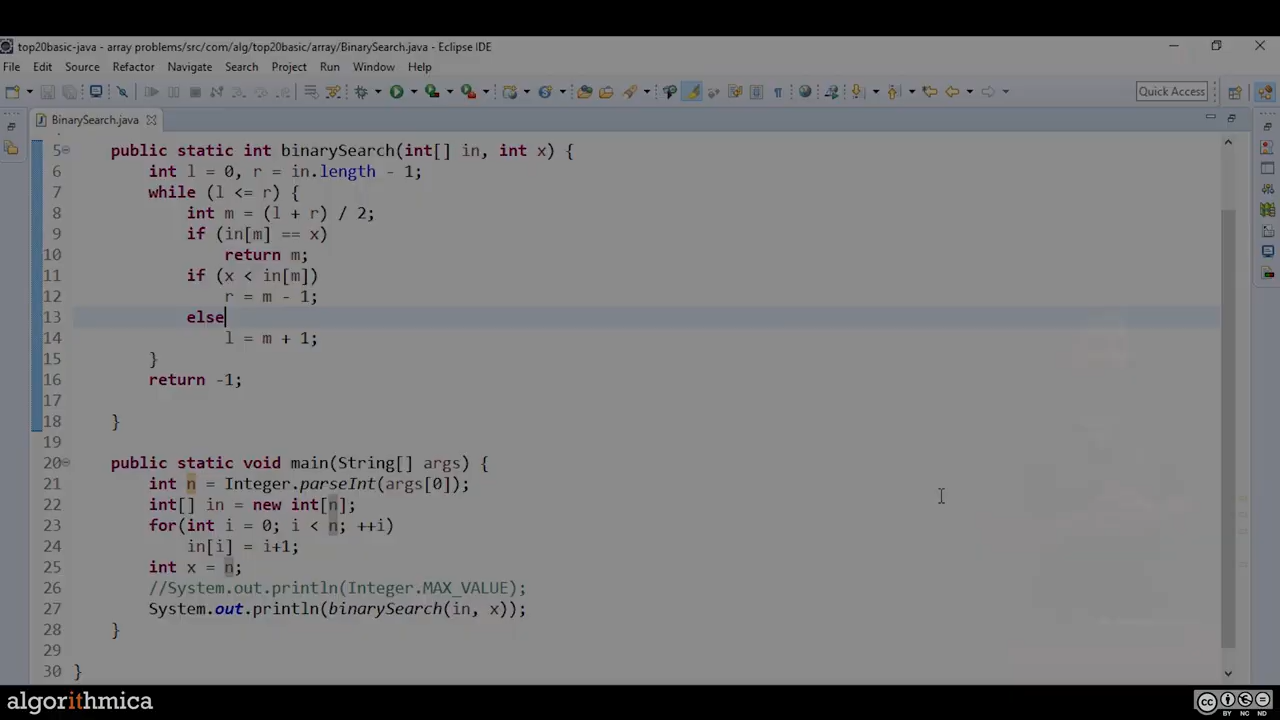 top20basic-java - array problems/src/com/alg/top20basic/array/BinarySearch.java - Eclipse IDE
File Edit Source Refactor Navigate Search Project Run Window Help
Quick Access
BinarySearch.java
5 public static int binarySearch(int[] in, int x) {
6 int l = 0, r = in.length - 1;
7 while (l <= r) {
8 int m = (l + r) / 2;
9 if (in[m] == x)
10 return m;
11 if (x < in[m])
12 r = m - 1;
13 else
14 l = m + 1;
15 }
16 return -1;
17
18 }
19
20 public static void main(String[] args) {
21 int n = Integer.parseInt(args[0]);
22 int[] in = new int[n];
23 for(int i = 0; i < n; ++i)
24 in[i] = i+1;
25 int x = n;
26 //System.out.println(Integer.MAX_VALUE);
27 System.out.println(binarySearch(in, x));
28 }
29
30 }
algorithmica
cc BY NC ND